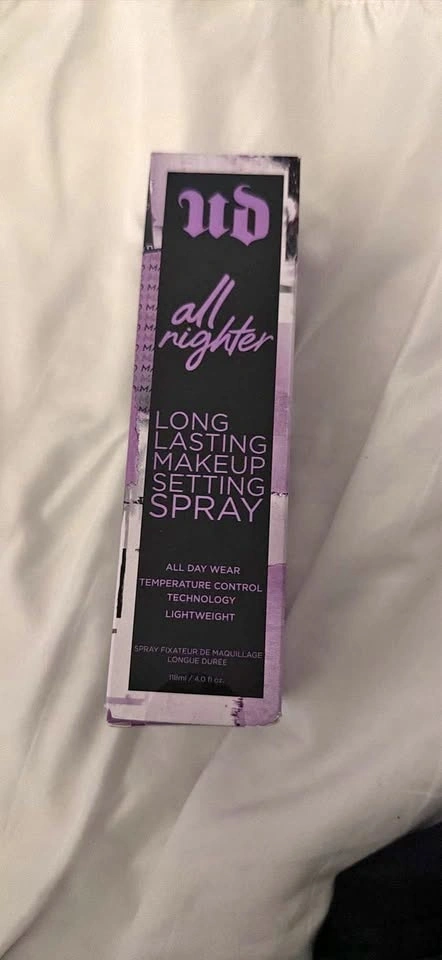 ud
all
nighter
LONG
LASTING
MAKEUP
SETTING
SPRAY
ALL DAY WEAR
TEMPERATURE CONTROL
TECHNOLOGY
LIGHTWEIGHT
SPRAY FIXATEUR DE MAQUILLAGE
LONGUE DURÉE
118ml / 4.0 fl oz.